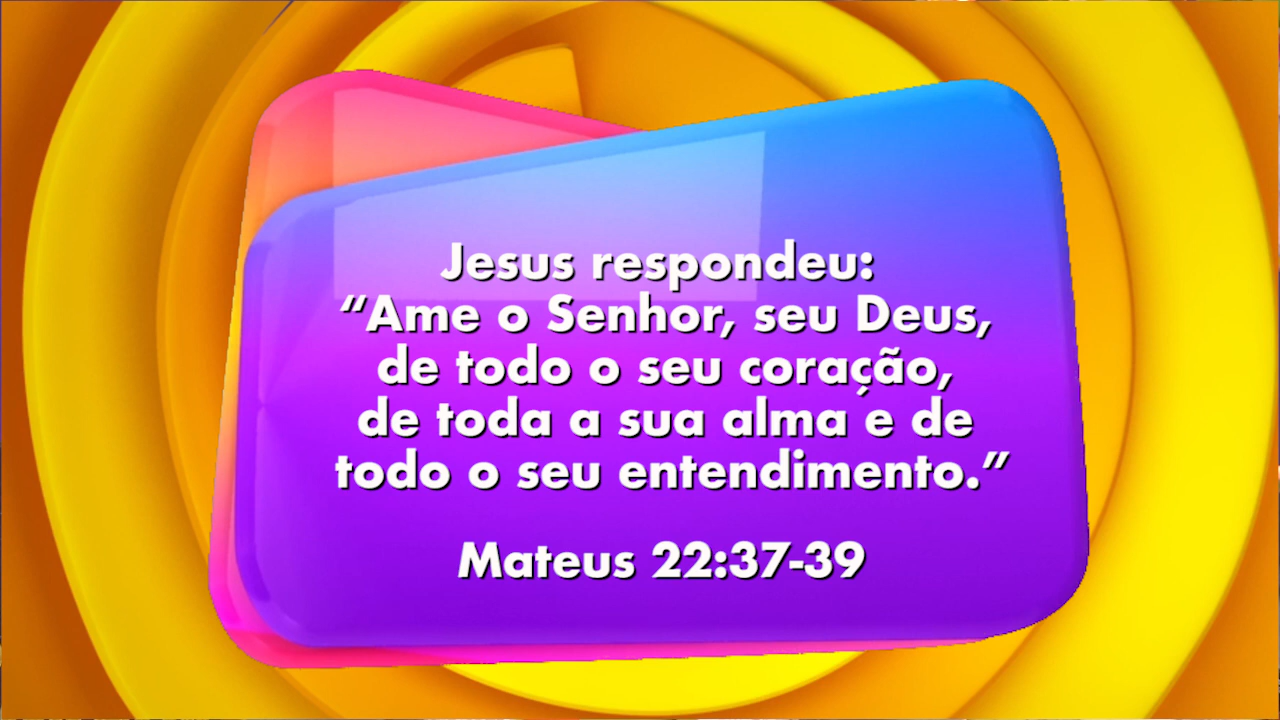 Jesus respondeu:
“Ame o Senhor, seu Deus,
de todo o seu coração,
de toda a sua alma e de
todo o seu entendimento.”
Mateus 22:37-39